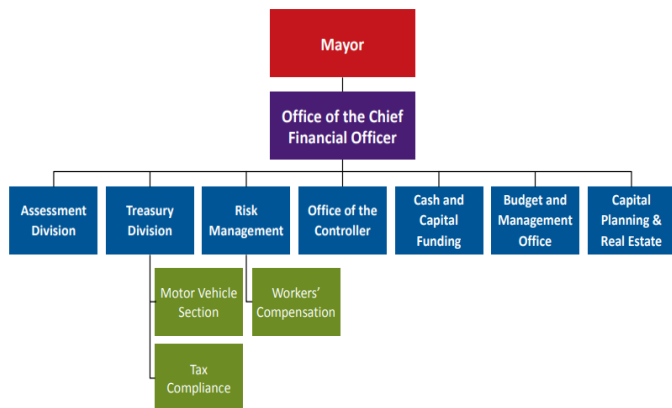 Mayor
Office of the Chief
Financial Officer
Assessment
Division
Treasury
Division
Risk
Management
Office of the
Controller
Cash and
Capital
Funding
Budget and
Management
Office
Capital
Planning &
Real Estate
Motor Vehicle
Section
Workers'
Compensation
Tax
Compliance